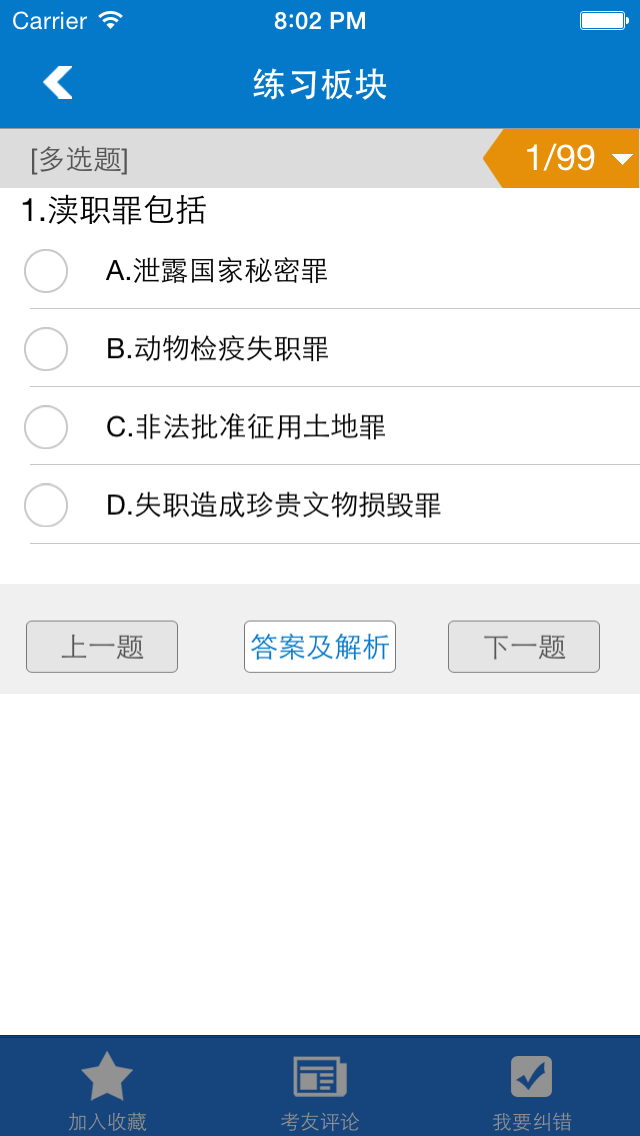 Carrier 8:02 PM
练习板块
[多选题] 1/99
1.渎职罪包括
A.泄露国家秘密罪
B.动物检疫失职罪
C.非法批准征用土地罪
D.失职造成珍贵文物损毁罪
上一题 答案及解析 下一题
加入收藏 考友评论 我要纠错